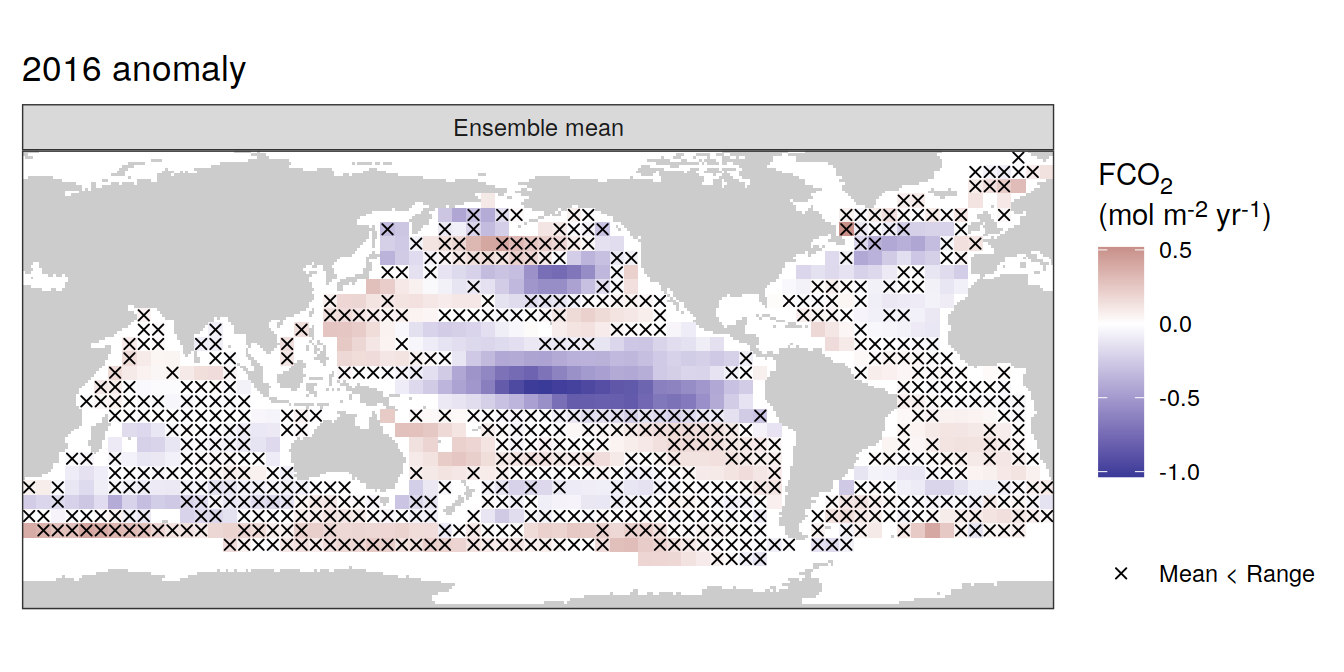 2016 anomaly
Ensemble mean
FCO₂
(mol m⁻² yr⁻¹)
0.5
0.0
-0.5
-1.0
Mean < Range